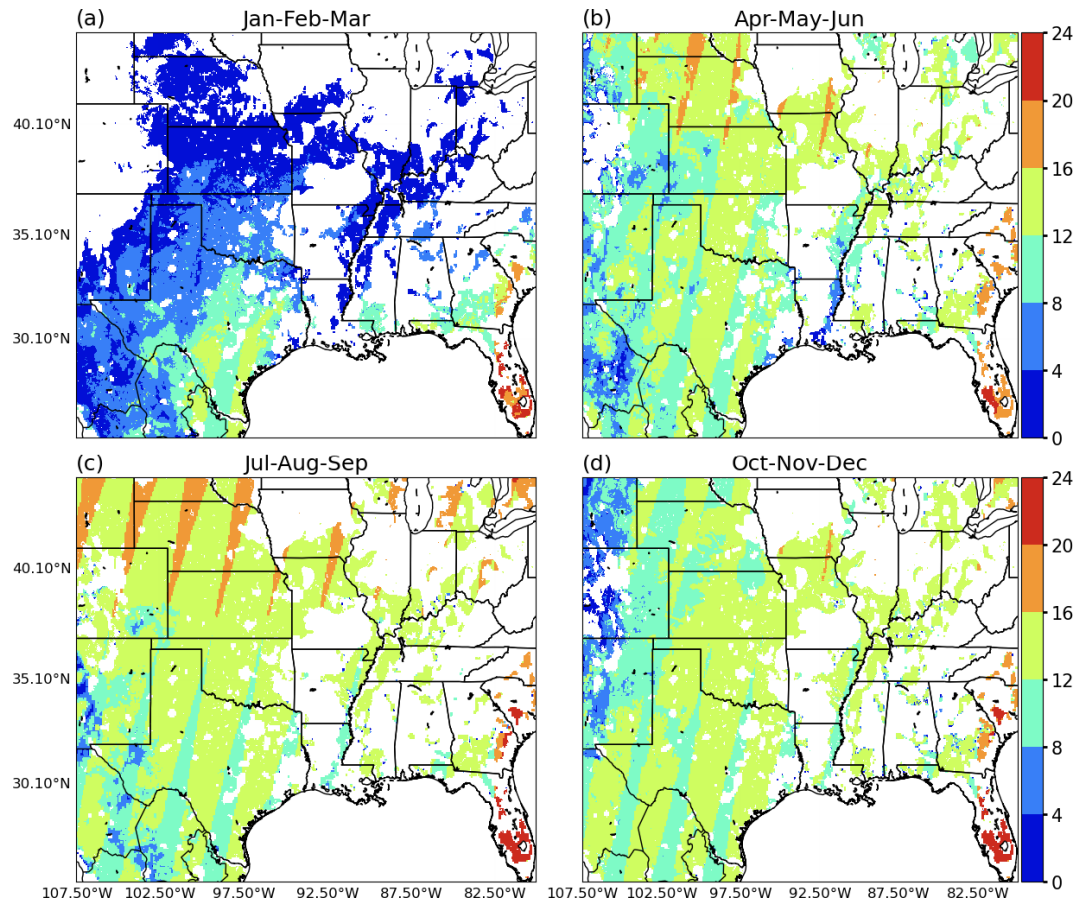 (a) Jan-Feb-Mar
(b) Apr-May-Jun
40.10°N
35.10°N
30.10°N
24
20
16
12
8
4
0
(c) Jul-Aug-Sep
(d) Oct-Nov-Dec
40.10°N
35.10°N
30.10°N
24
20
16
12
8
4
0
107.50°W 102.50°W 97.50°W 92.50°W 87.50°W 82.50°W
107.50°W 102.50°W 97.50°W 92.50°W 87.50°W 82.50°W